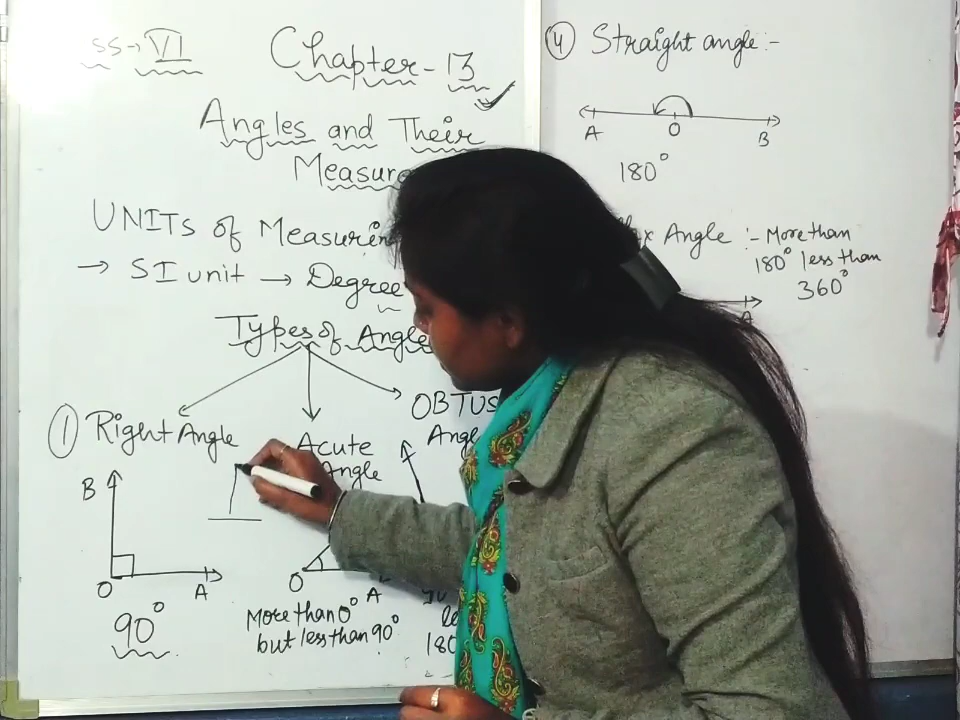 ss→ VI
Chapter-13
Angles and Their
UNITs of Measuring
→ SI unit → Degree
Types of Angle
① Right Angle
Acute
Angle
B
O
A
90°
O
A
More than 0°
but less than 90°
④ Straight angle:-
A
O
B
180°
Angle :- More than
180° less than
360°
A